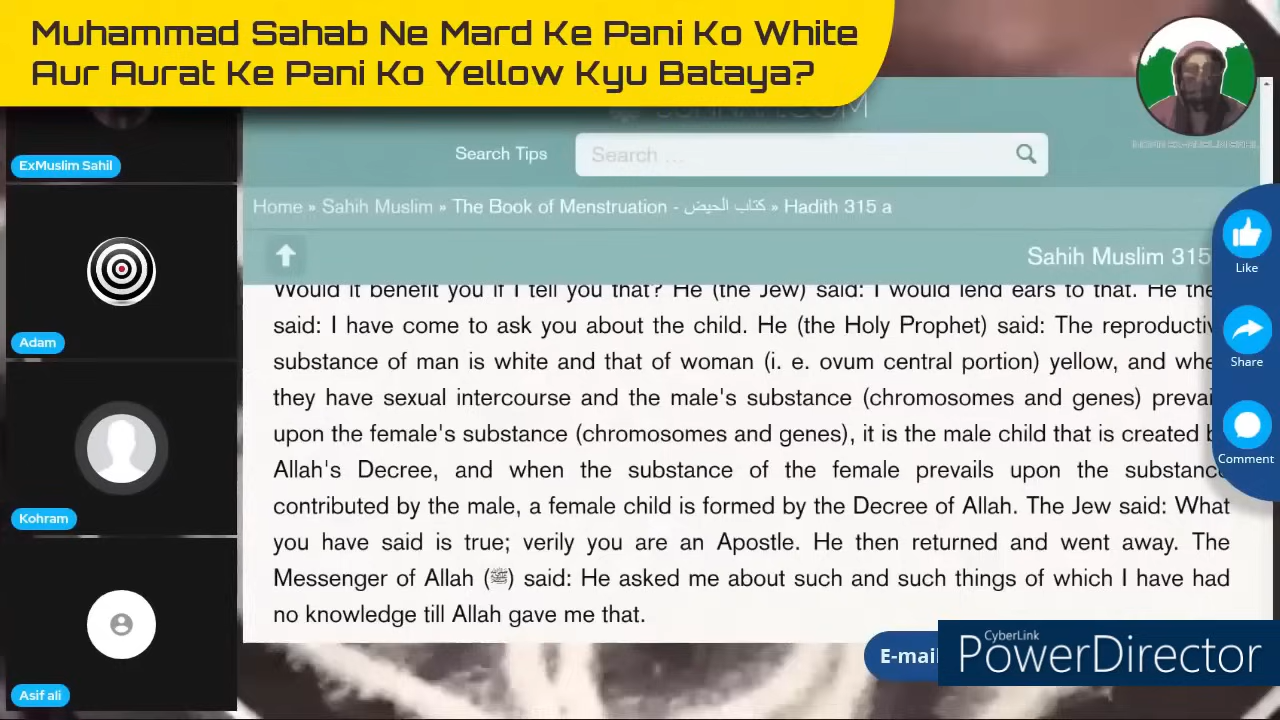 Muhammad Sahab Ne Mard Ke Pani Ko White
Aur Aurat Ke Pani Ko Yellow Kyu Bataya?
ExMuslim Sahil
Adam
Kohram
Asif ali
Search Tips
Search ...
Home » Sahih Muslim » The Book of Menstruation - كتاب الحيض » Hadith 315 a
Sahih Muslim 315
Would it benefit you if I tell you that? He (the Jew) said: I would lend ears to that. He the
said: I have come to ask you about the child. He (the Holy Prophet) said: The reproductiv
substance of man is white and that of woman (i. e. ovum central portion) yellow, and whe
they have sexual intercourse and the male's substance (chromosomes and genes) prevai
upon the female's substance (chromosomes and genes), it is the male child that is created b
Allah's Decree, and when the substance of the female prevails upon the substanc
contributed by the male, a female child is formed by the Decree of Allah. The Jew said: What
you have said is true; verily you are an Apostle. He then returned and went away. The
Messenger of Allah (ﷺ) said: He asked me about such and such things of which I have had
no knowledge till Allah gave me that.
Like
Share
Comment
E-mail
CyberLink
PowerDirector